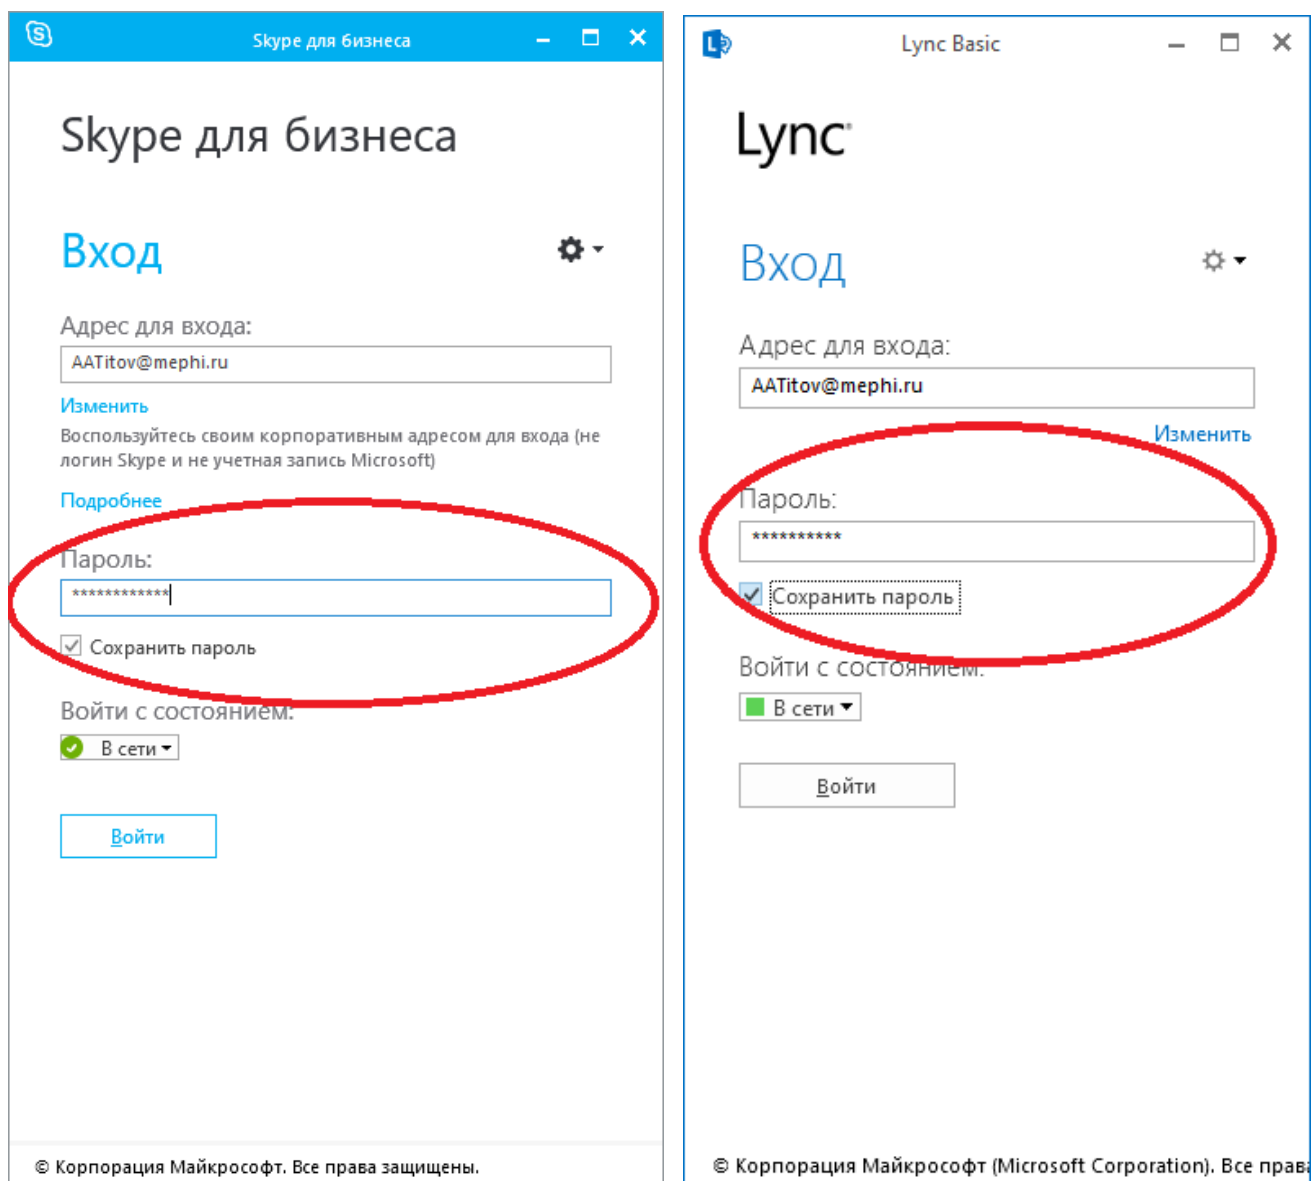 Skype для бизнеса
Skype для бизнеса
Вход
Адрес для входа:
AATitov@mephi.ru
Изменить
Воспользуйтесь своим корпоративным адресом для входа (не
логин Skype и не учетная запись Microsoft)
Подробнее
Пароль:
************
Сохранить пароль
Войти с состоянием:
В сети
Войти
© Корпорация Майкрософт. Все права защищены.
Lync Basic
Lync
Вход
Адрес для входа:
AATitov@mephi.ru
Изменить
Пароль:
**********
Сохранить пароль
Войти с состоянием:
В сети
Войти
© Корпорация Майкрософт (Microsoft Corporation). Все права